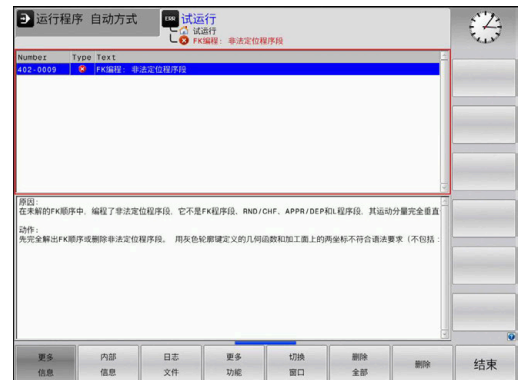 运行程序 自动方式
ERR 试运行
试运行
FK编程: 非法定位程序段
Number Type Text
402-0009 FK编程: 非法定位程序段
原因:
在未解的FK顺序中, 编程了非法定位程序段, 它不是FK程序段, RND/CHF, APPR/DEP和L程序段, 其运动分量完全垂直
动作:
先完全解出FK顺序或删除非法定位程序段。 用灰色轮廓键定义的几何函数和加工面上的两坐标不符合语法要求 (不包括:
更多 信息
内部 信息
日志 文件
更多 功能
切换 窗口
删除 全部
删除
结束